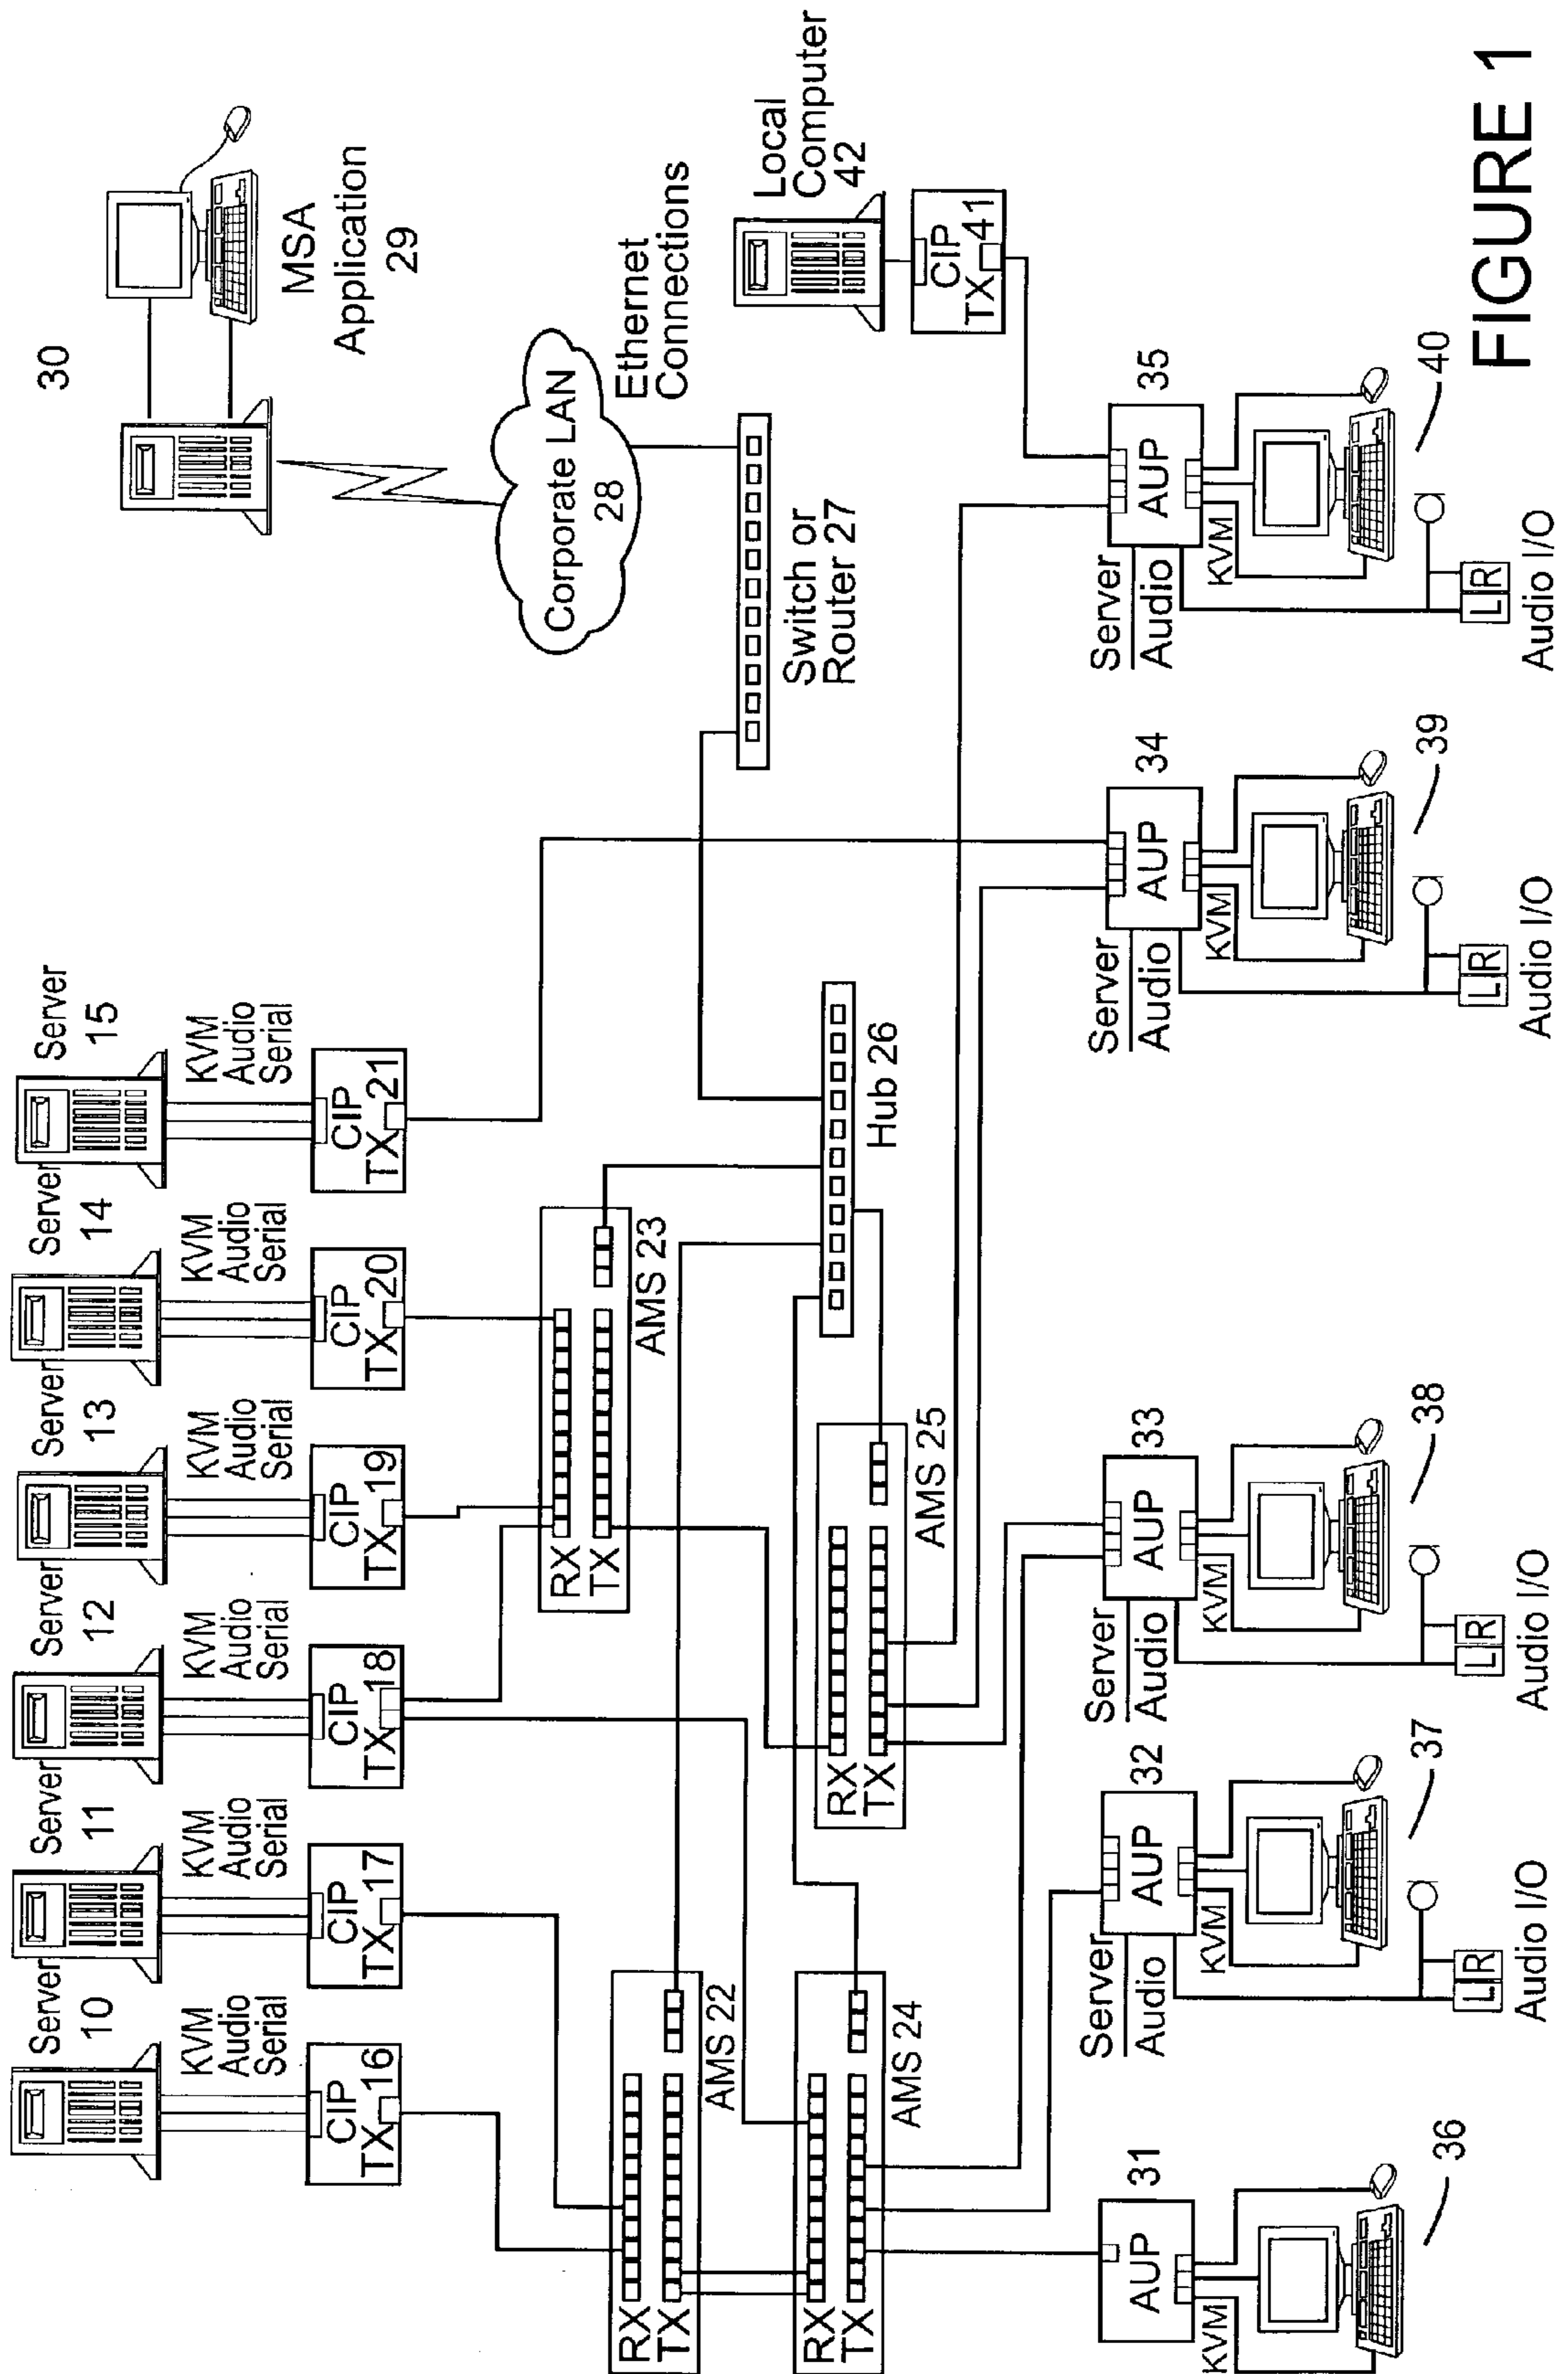 Server
10
Server
11
Server
12
Server
13
Server
14
Server
15
30
KVM
Audio
Serial
KVM
Audio
Serial
KVM
Audio
Serial
KVM
Audio
Serial
KVM
Audio
Serial
KVM
Audio
Serial
MSA
Application
29
CIP
TX 16
CIP
TX 17
CIP
TX 18
CIP
TX 19
CIP
TX 20
CIP
TX 21
Corporate LAN
28
Ethernet
Connections
RX
TX
AMS 22
RX
TX
AMS 23
Switch or
Router 27
Local
Computer
42
RX
TX
AMS 24
RX
TX
AMS 25
Hub 26
CIP
TX 41
AUP
31
KVM
36
Server
Audio
AUP
32
KVM
37
L R
Audio I/O
Server
Audio
AUP
33
KVM
38
L R
Audio I/O
Server
Audio
AUP
34
KVM
39
L R
Audio I/O
Server
Audio
AUP
35
KVM
40
L R
Audio I/O
FIGURE 1